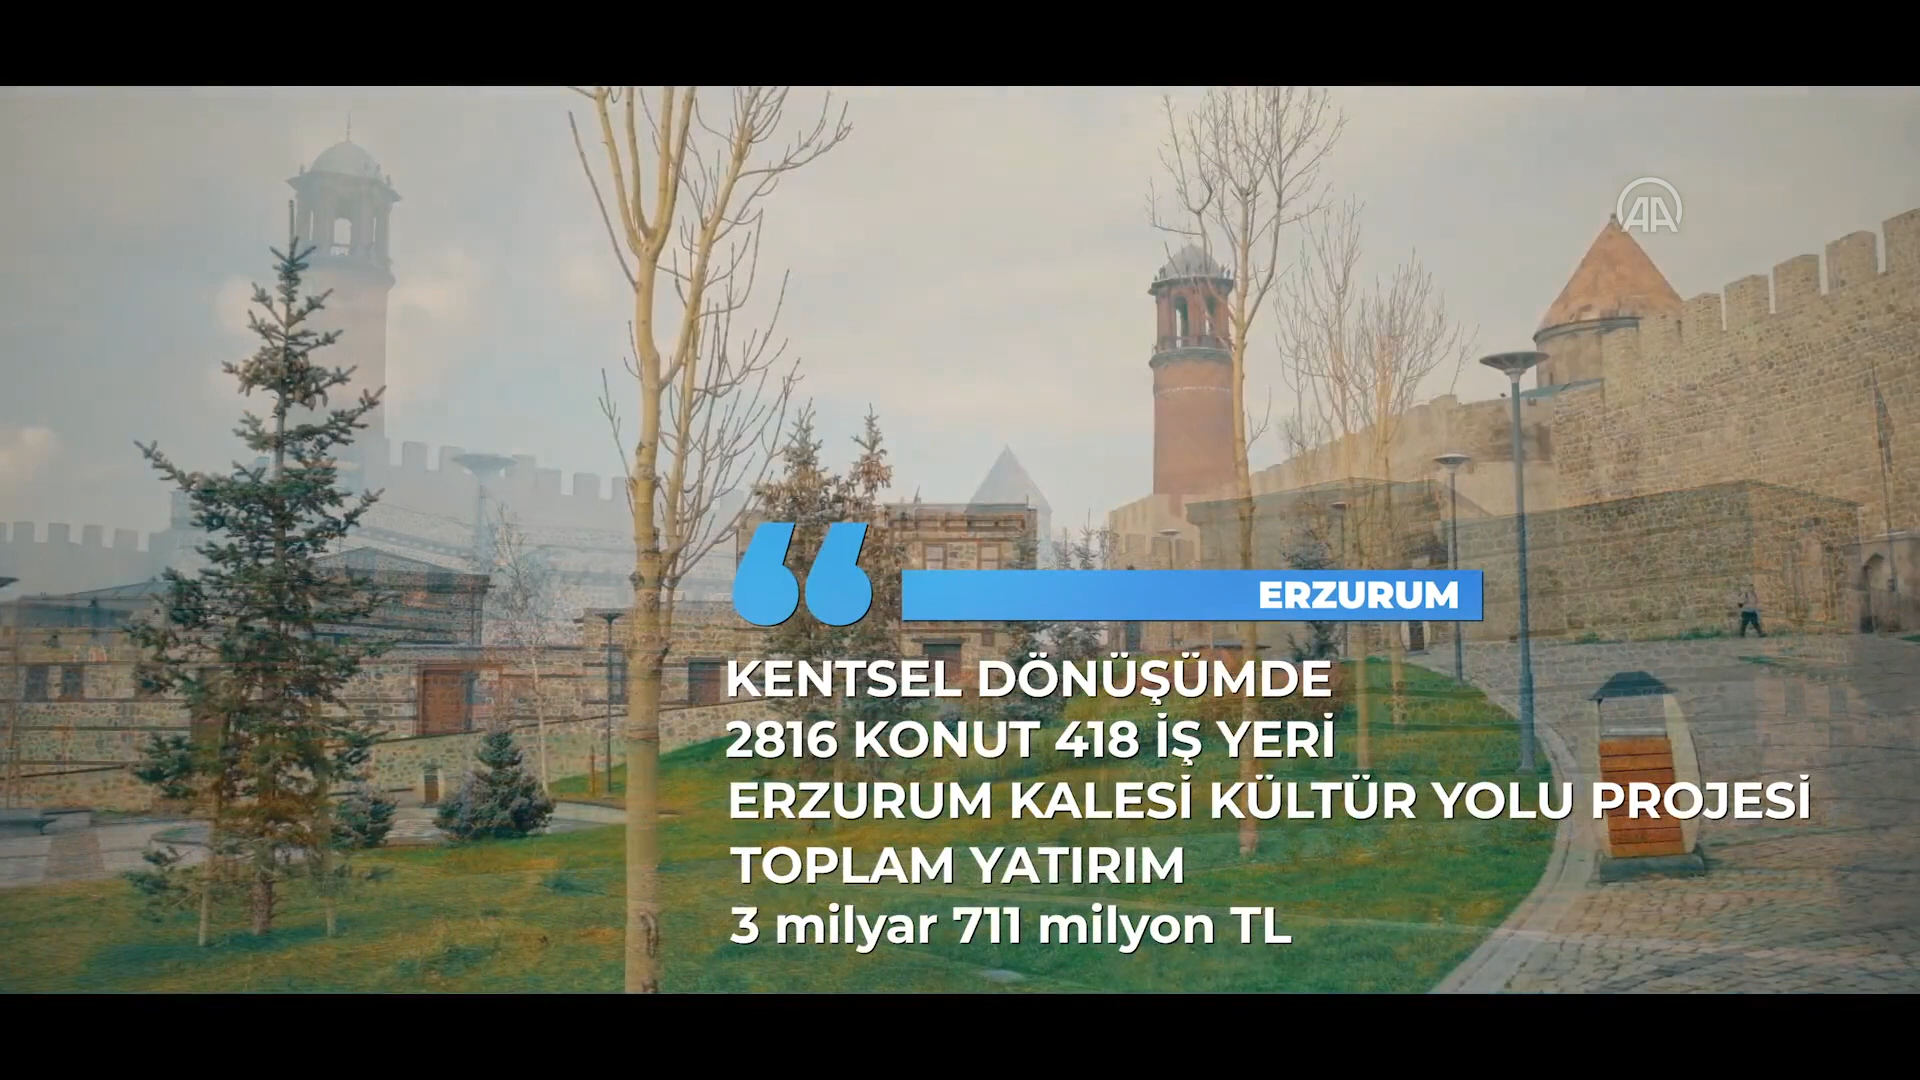 AA
ERZURUM
KENTSEL DÖNÜŞÜMDE
2816 KONUT 418 İŞ YERİ
ERZURUM KALESİ KÜLTÜR YOLU PROJESİ
TOPLAM YATIRIM
3 milyar 711 milyon TL